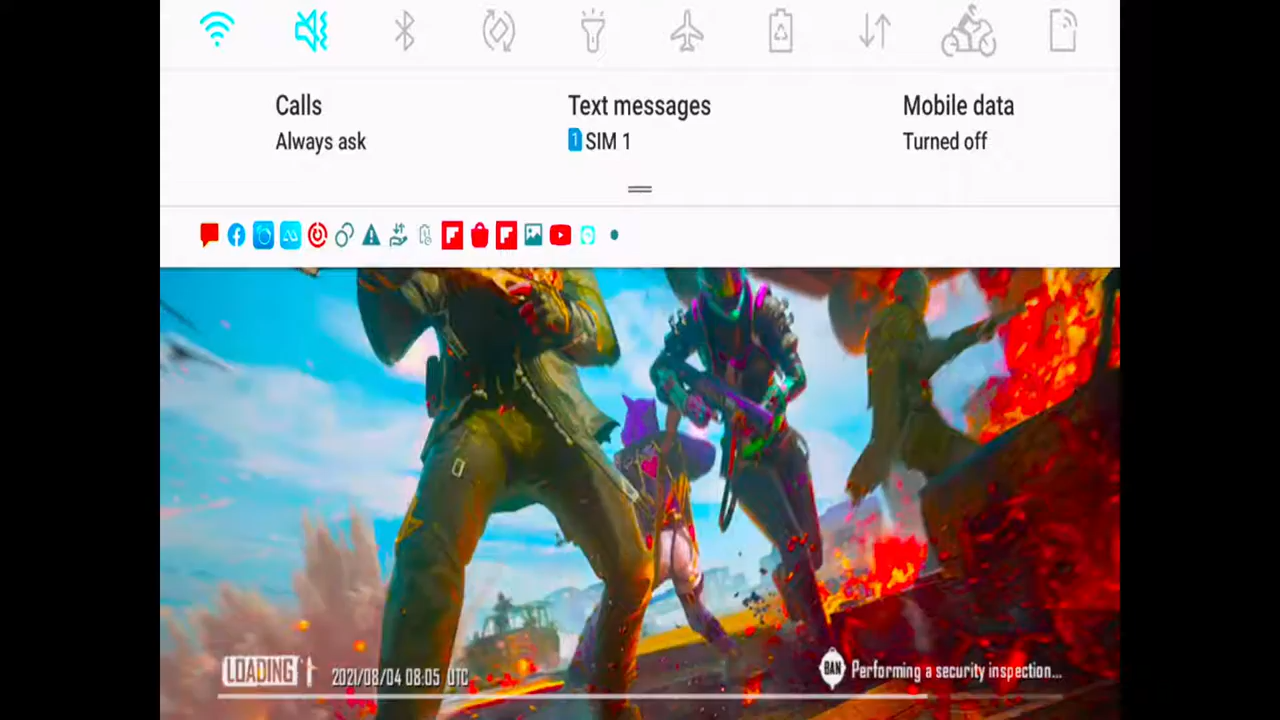 Calls
Always ask
Text messages
1 SIM 1
Mobile data
Turned off
LOADING
2021/08/04 08:05 UTC
BAN
Performing a security inspection...